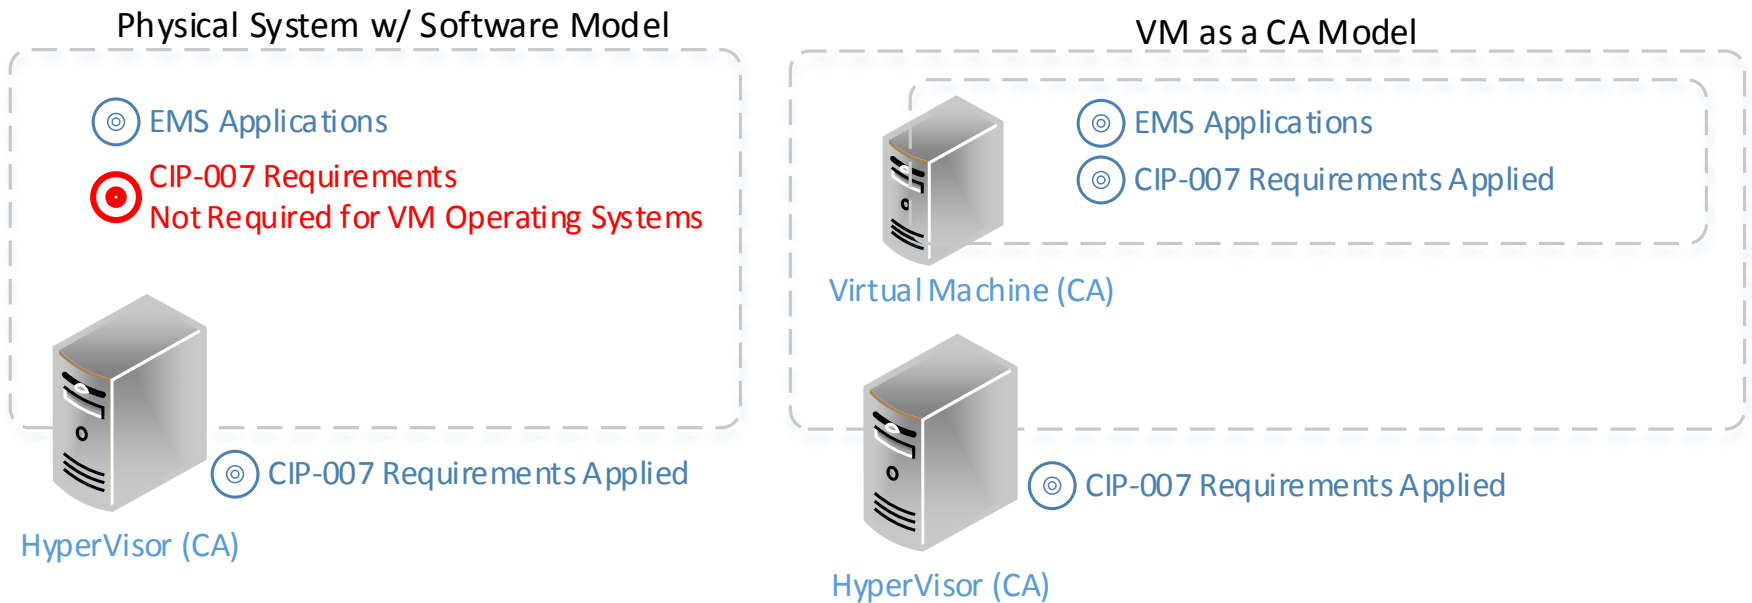 Physical System w/ Software Model
EMS Applications
CIP-007 Requirements
Not Required for VM Operating Systems
CIP-007 Requirements Applied
HyperVisor (CA)
VM as a CA Model
EMS Applications
CIP-007 Requirements Applied
Virtual Machine (CA)
CIP-007 Requirements Applied
HyperVisor (CA)